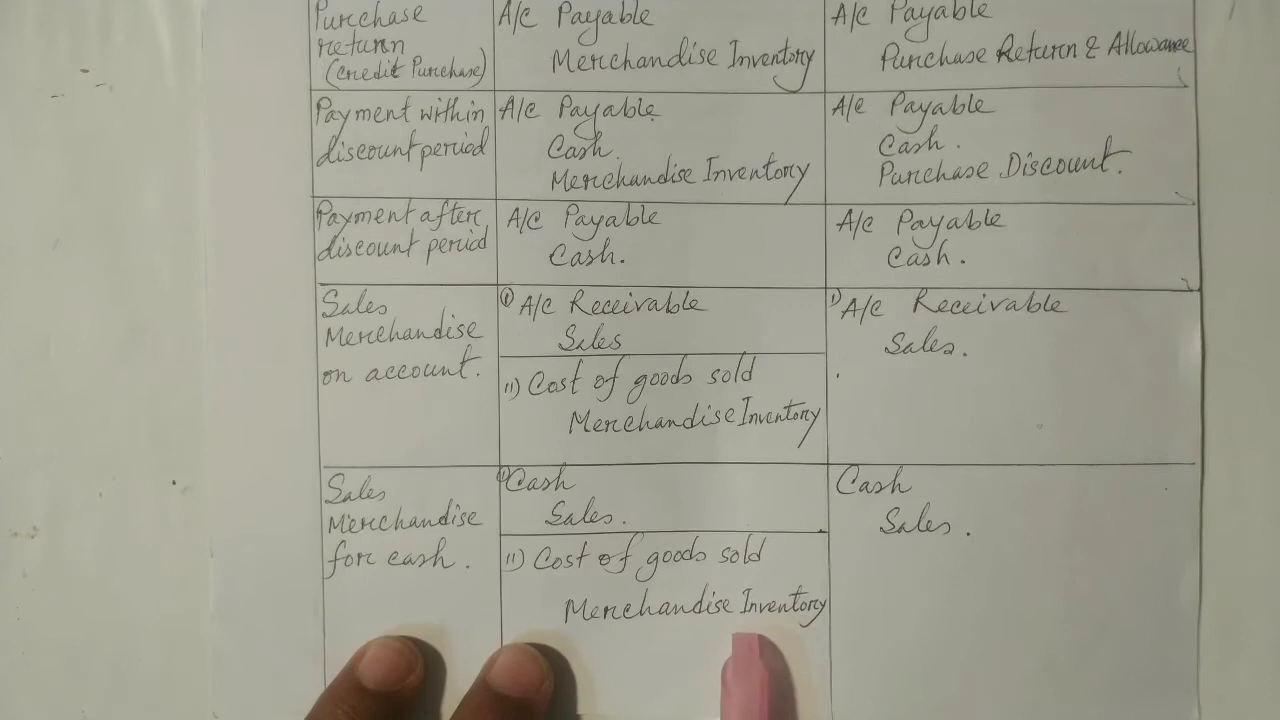 Purchase
return
(Credit Purchase)
A/C Payable
Merchandise Inventory
A/C Payable
Purchase Return & Allowance
Payment within
discount period
A/C Payable
Cash.
Merchandise Inventory
A/C Payable
Cash.
Purchase Discount.
Payment after
discount period
A/C Payable
Cash.
A/C Payable
Cash.
Sales
Merchandise
on account.
i) A/C Receivable
Sales
ii) Cost of goods sold
Merchandise Inventory
i) A/C Receivable
Sales.
Sales
Merchandise
for cash.
i) Cash
Sales.
ii) Cost of goods sold
Merchandise Inventory
Cash
Sales.